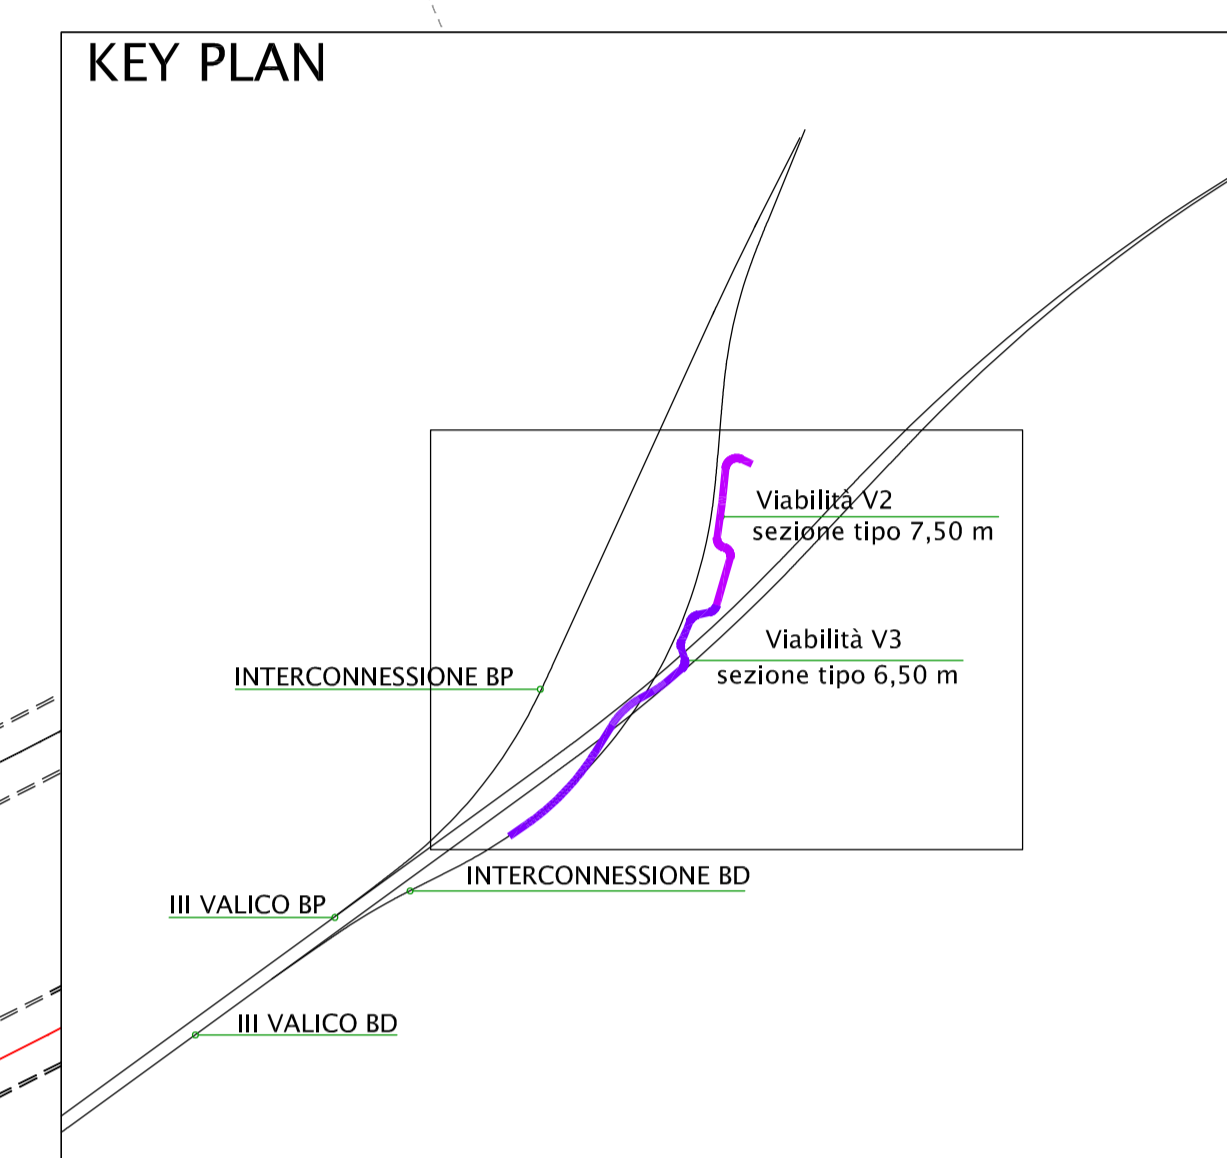 KEY PLAN
Viabilità V2
sezione tipo 7,50 m
Viabilità V3
sezione tipo 6,50 m
INTERCONNESSIONE BP
INTERCONNESSIONE BD
III VALICO BP
III VALICO BD